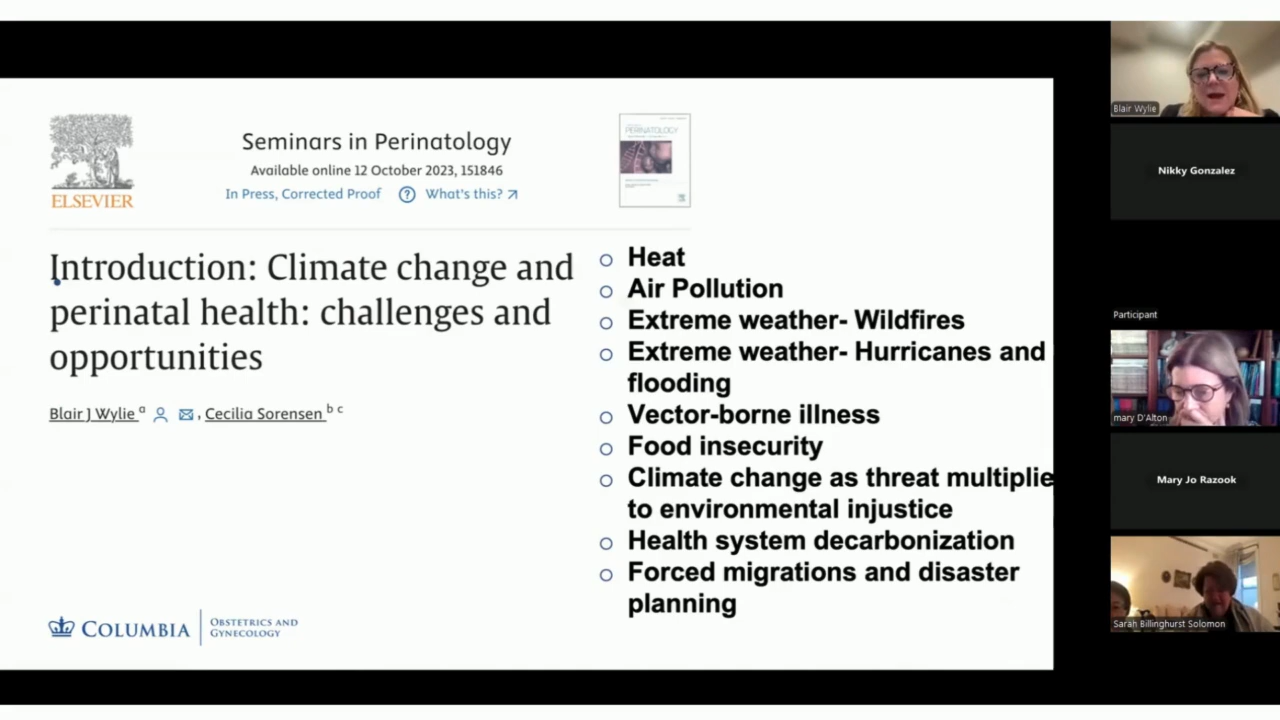 ELSEVIER
Seminars in Perinatology
Available online 12 October 2023, 151846
In Press, Corrected Proof ? What's this? ↗
PERINATOLOGY
Introduction: Climate change and
perinatal health: challenges and
opportunities
Blair J Wylie a, Cecilia Sorensen b c
Heat
Air Pollution
Extreme weather- Wildfires
Extreme weather- Hurricanes and
flooding
Vector-borne illness
Food insecurity
Climate change as threat multiplie
to environmental injustice
Health system decarbonization
Forced migrations and disaster
planning
COLUMBIA
OBSTETRICS AND
GYNECOLOGY
Blair Wylie
Nikky Gonzalez
Participant
mary D'Alton
Mary Jo Razook
Sarah Billinghurst Solomon